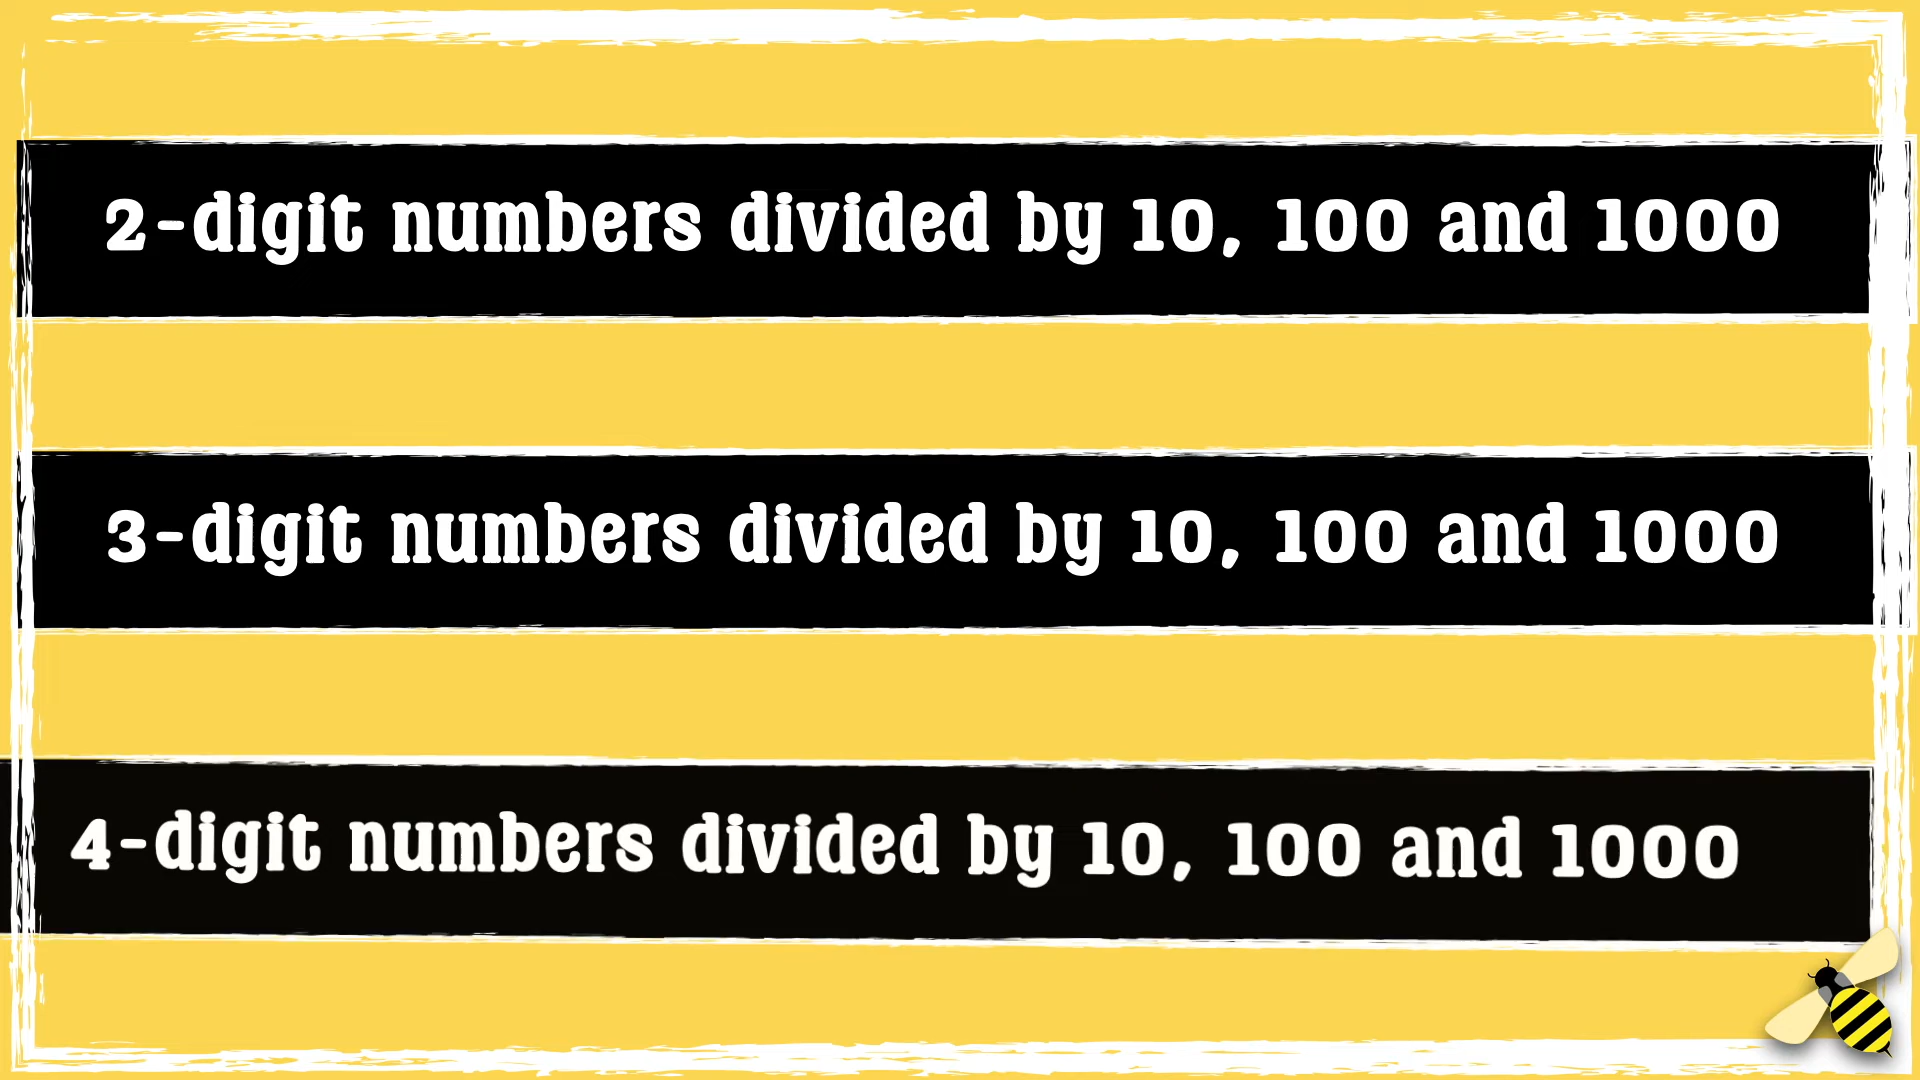 2-digit numbers divided by 10, 100 and 1000
3-digit numbers divided by 10, 100 and 1000
4-digit numbers divided by 10, 100 and 1000